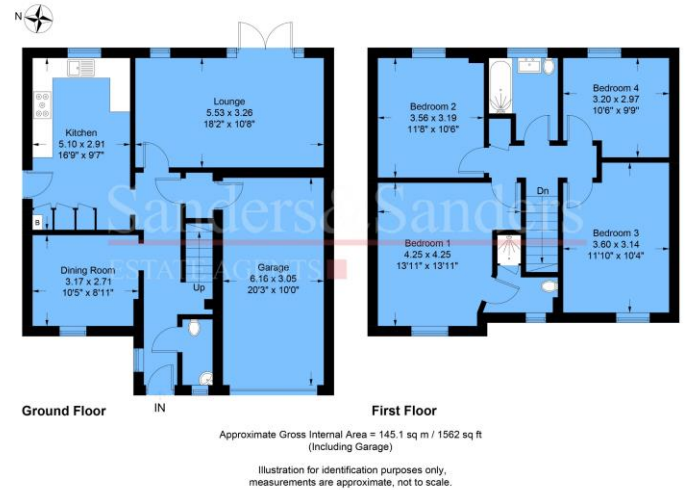 N
Lounge
5.53 x 3.26
18'2" x 10'8"
Kitchen
5.10 x 2.91
16'9" x 9'7"
B
Dining Room
3.17 x 2.71
10'5" x 8'11"
Up
Garage
6.16 x 3.05
20'3" x 10'0"
Ground Floor
IN
Bedroom 2
3.56 x 3.19
11'8" x 10'6"
Bedroom 4
3.20 x 2.97
10'6" x 9'9"
Dn
Bedroom 1
4.25 x 4.25
13'11" x 13'11"
Bedroom 3
3.60 x 3.14
11'10" x 10'4"
First Floor
Sanders&Sanders
ESTATE AGENTS
Approximate Gross Internal Area = 145.1 sq m / 1562 sq ft
(Including Garage)
Illustration for identification purposes only,
measurements are approximate, not to scale.